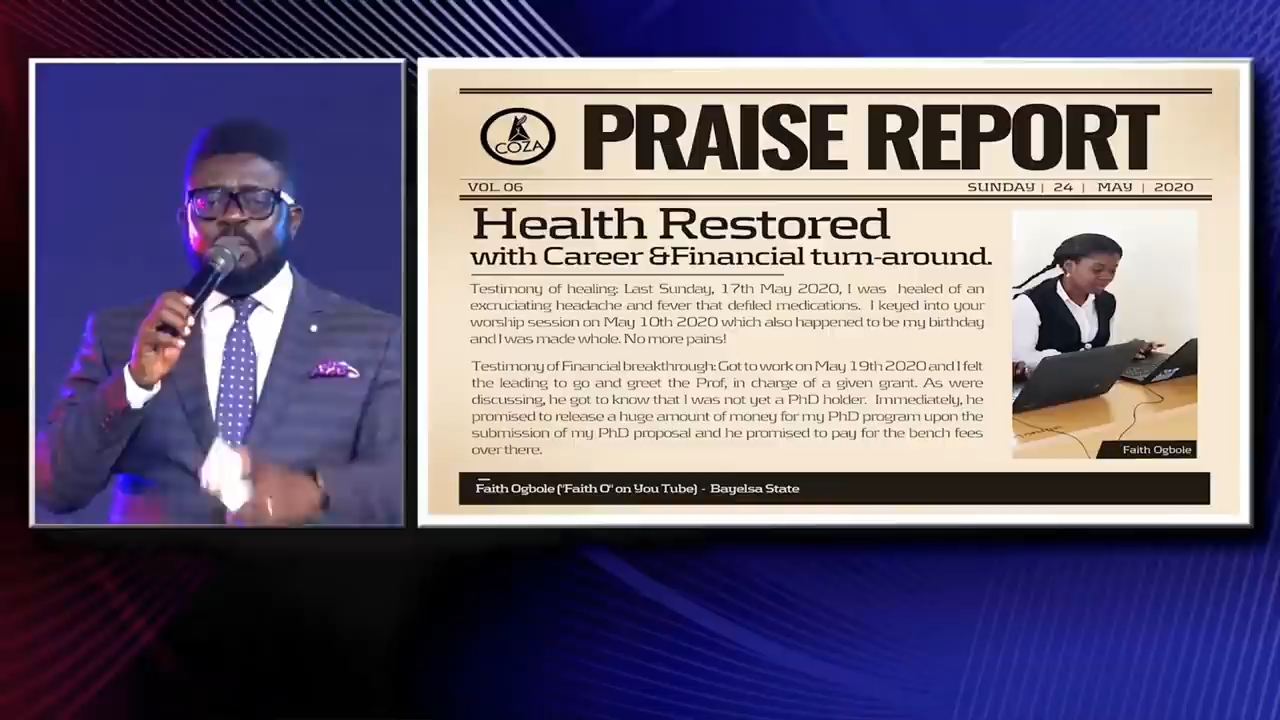 COZA
PRAISE REPORT
VOL. 06
SUNDAY | 24 | MAY | 2020
Health Restored
with Career &Financial turn-around.
Testimony of healing: Last Sunday, 17th May 2020, I was healed of an
excruciating headache and fever that defiled medications. I keyed into your
worship session on May 10th 2020 which also happened to be my birthday
and I was made whole. No more pains!
Testimony of Financial breakthrough: Got to work on May 19th 2020 and I felt
the leading to go and greet the Prof, in charge of a given grant. As were
discussing, he got to know that I was not yet a PhD holder. Immediately, he
promised to release a huge amount of money for my PhD program upon the
submission of my PhD proposal and he promised to pay for the bench fees
over there.
Faith Ogbole
Faith Ogbole ("Faith O" on You Tube) - Bayelsa State